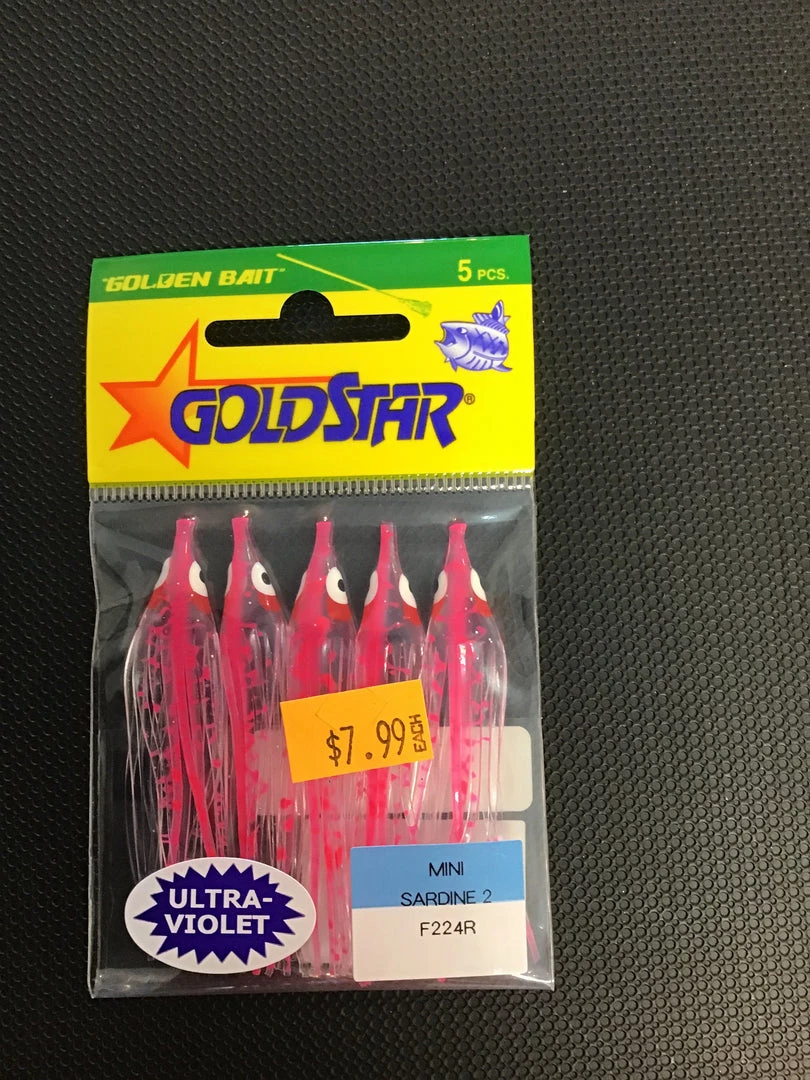 "GOLDEN BAIT"
5 PCS.
GOLDSTAR®
$7.99 EACH
ULTRA-
VIOLET
MINI
SARDINE 2
F224R